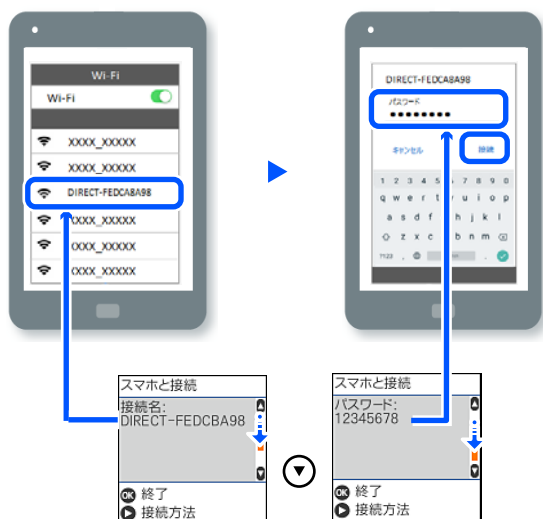 Wi-Fi
Wi-Fi
XXXX_XXXXX
XXXX_XXXXX
DIRECT-FEDCA8A98
XXXX_XXXXX
XXXX_XXXXX
XXXX_XXXXX
DIRECT-FEDCA8A98
パスワード
●●●●●●●●
キャンセル
接続
1 2 3 4 5 6 7 8 9 0
q w e r t y u i o p
a s d f h j k l
z x c b n m
?123 , .
スマホと接続
接続名:
DIRECT-FEDCBA98
OK 終了
接続方法
スマホと接続
パスワード:
12345678
OK 終了
接続方法